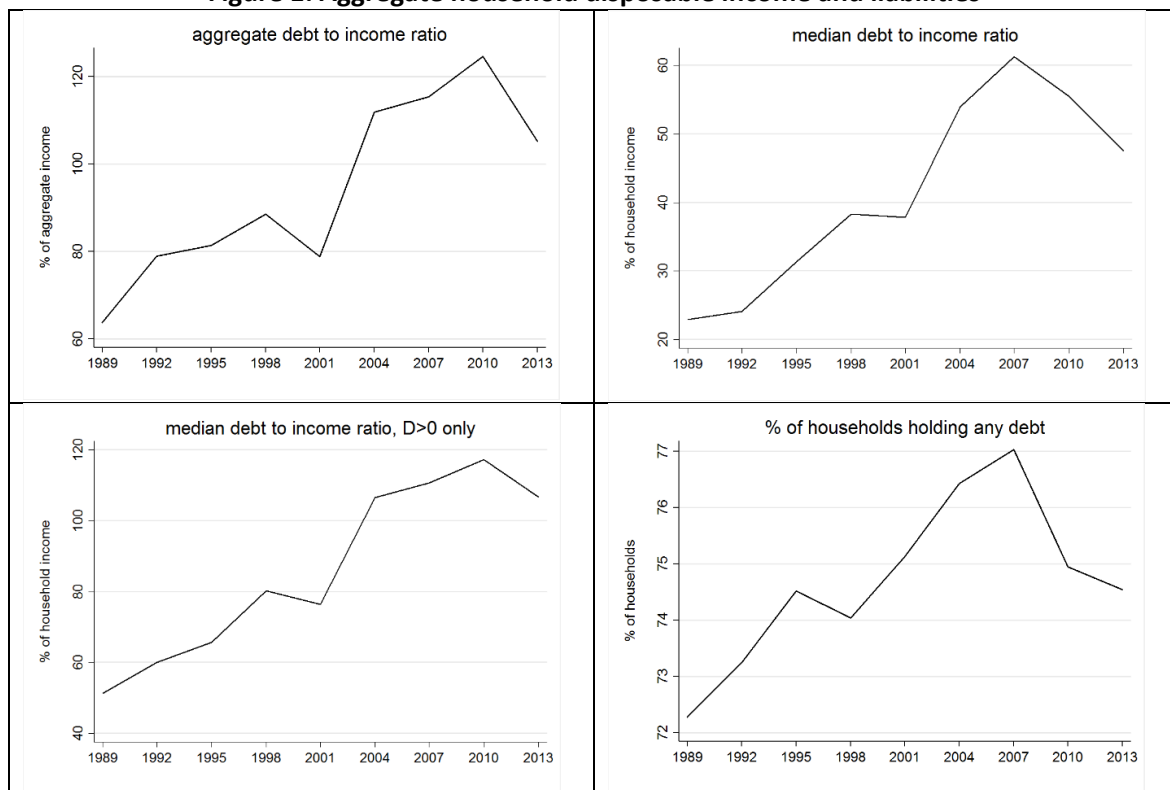 Aggregate household disposable income and liabilities
aggregate debt to income ratio
% of aggregate income
120
100
80
60
1989 1992 1995 1998 2001 2004 2007 2010 2013
median debt to income ratio
% of household income
60
50
40
30
20
1989 1992 1995 1998 2001 2004 2007 2010 2013
median debt to income ratio, D>0 only
% of household income
120
100
80
60
40
1989 1992 1995 1998 2001 2004 2007 2010 2013
% of households holding any debt
% of households
77
76
75
74
73
72
1989 1992 1995 1998 2001 2004 2007 2010 2013